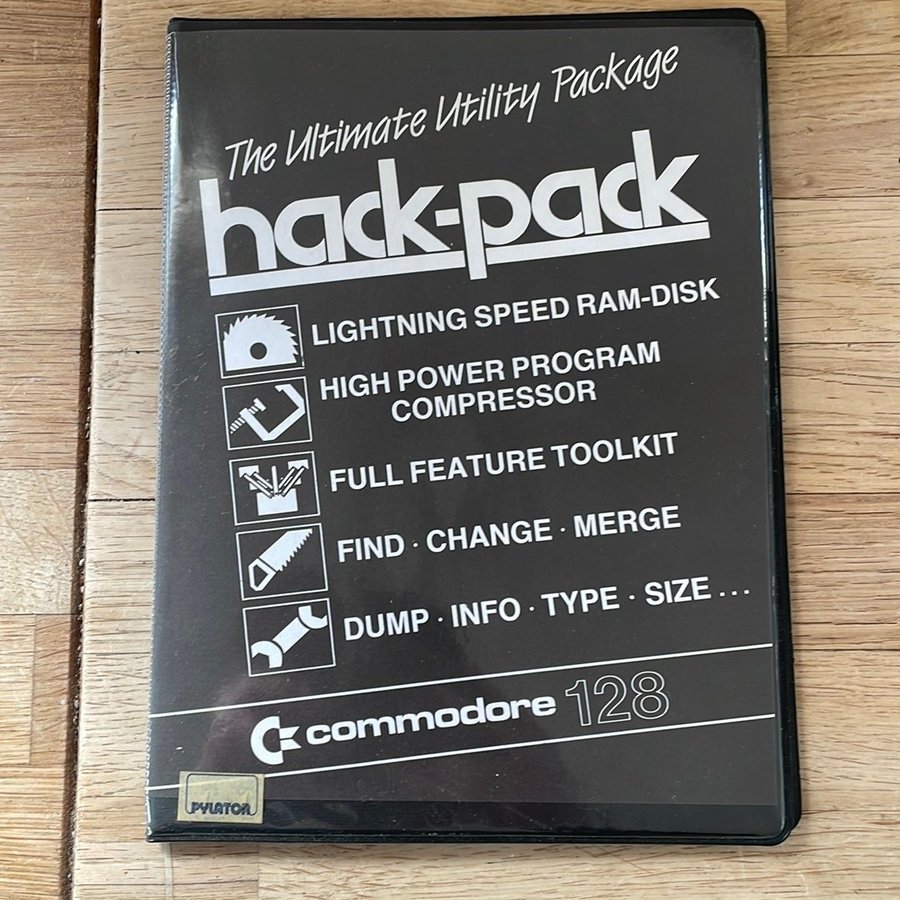 The Ultimate Utility Package
hack-pack
LIGHTNING SPEED RAM-DISK
HIGH POWER PROGRAM
COMPRESSOR
FULL FEATURE TOOLKIT
FIND · CHANGE · MERGE
DUMP · INFO · TYPE · SIZE ...
commodore 128
PYLATOR